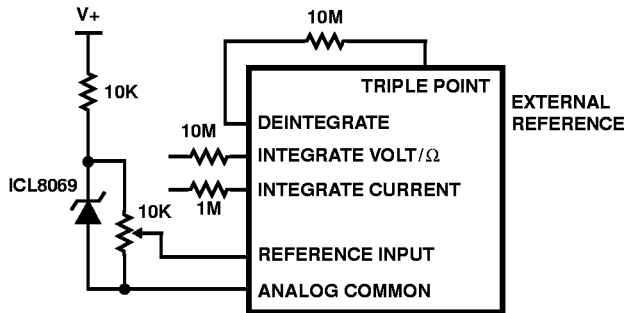 10M
V+
TRIPLE POINT
10K
EXTERNAL
REFERENCE
DEINTEGRATE
10M
INTEGRATE VOLT/Ω
ICL8069
INTEGRATE CURRENT
1M
10K
REFERENCE INPUT
ANALOG COMMON